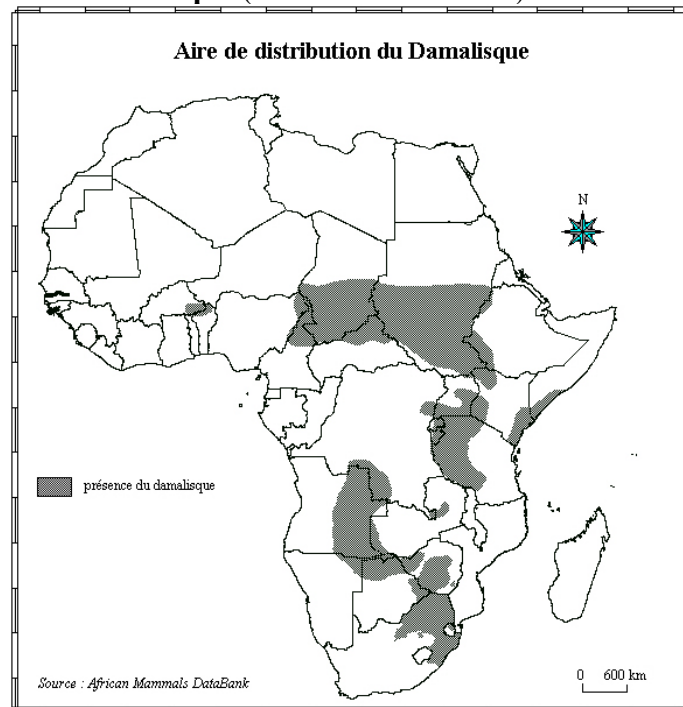 Aire de distribution du Damalisque
N
présence du damalisque
Source : African Mammals DataBank
0 600 km